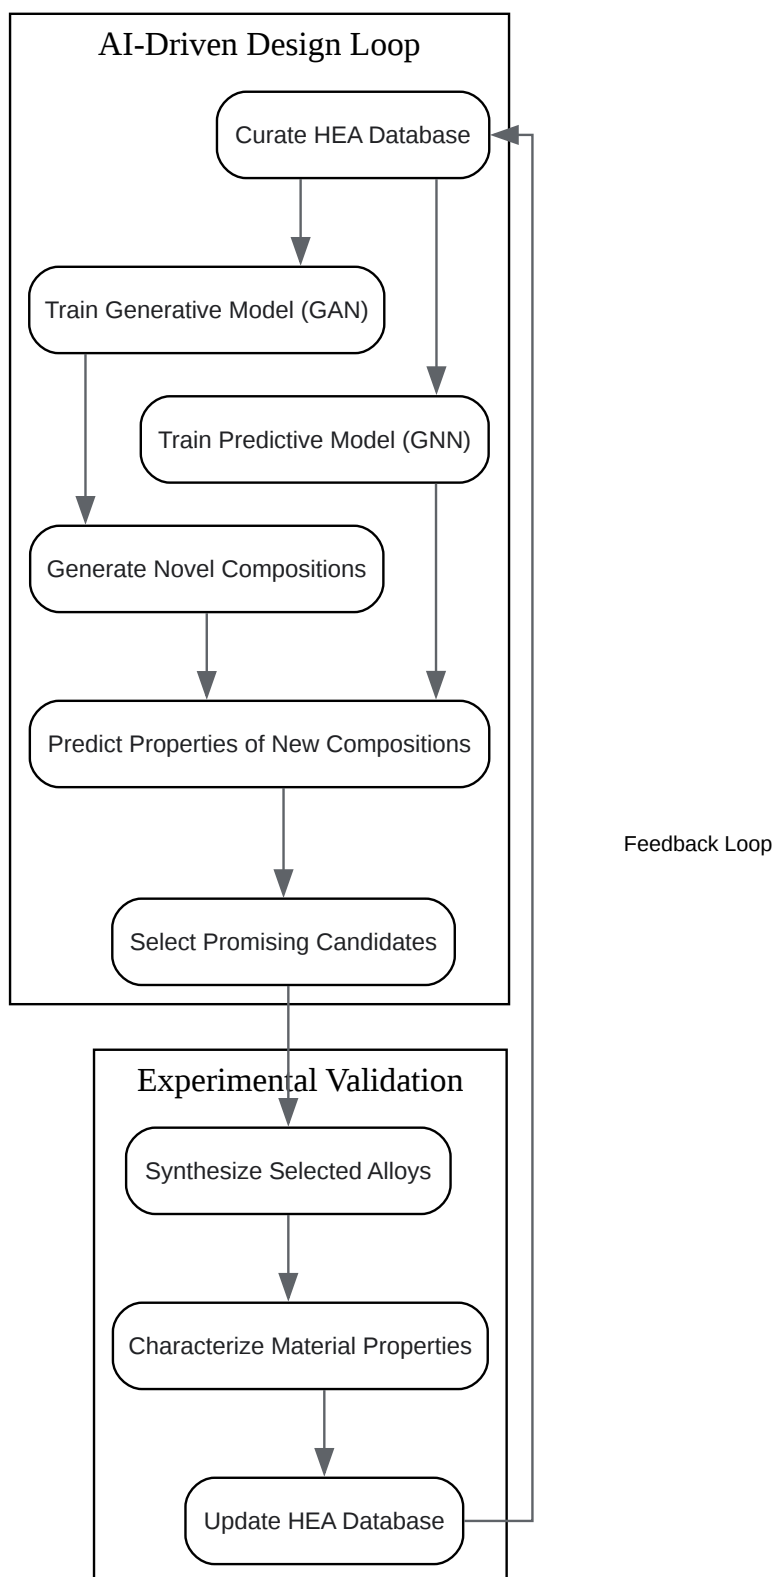 AI-Driven Design Loop
Curate HEA Database
Train Generative Model (GAN)
Train Predictive Model (GNN)
Generate Novel Compositions
Predict Properties of New Compositions
Feedback Loop
Select Promising Candidates
Experimental Validation
Synthesize Selected Alloys
Characterize Material Properties
Update HEA Database